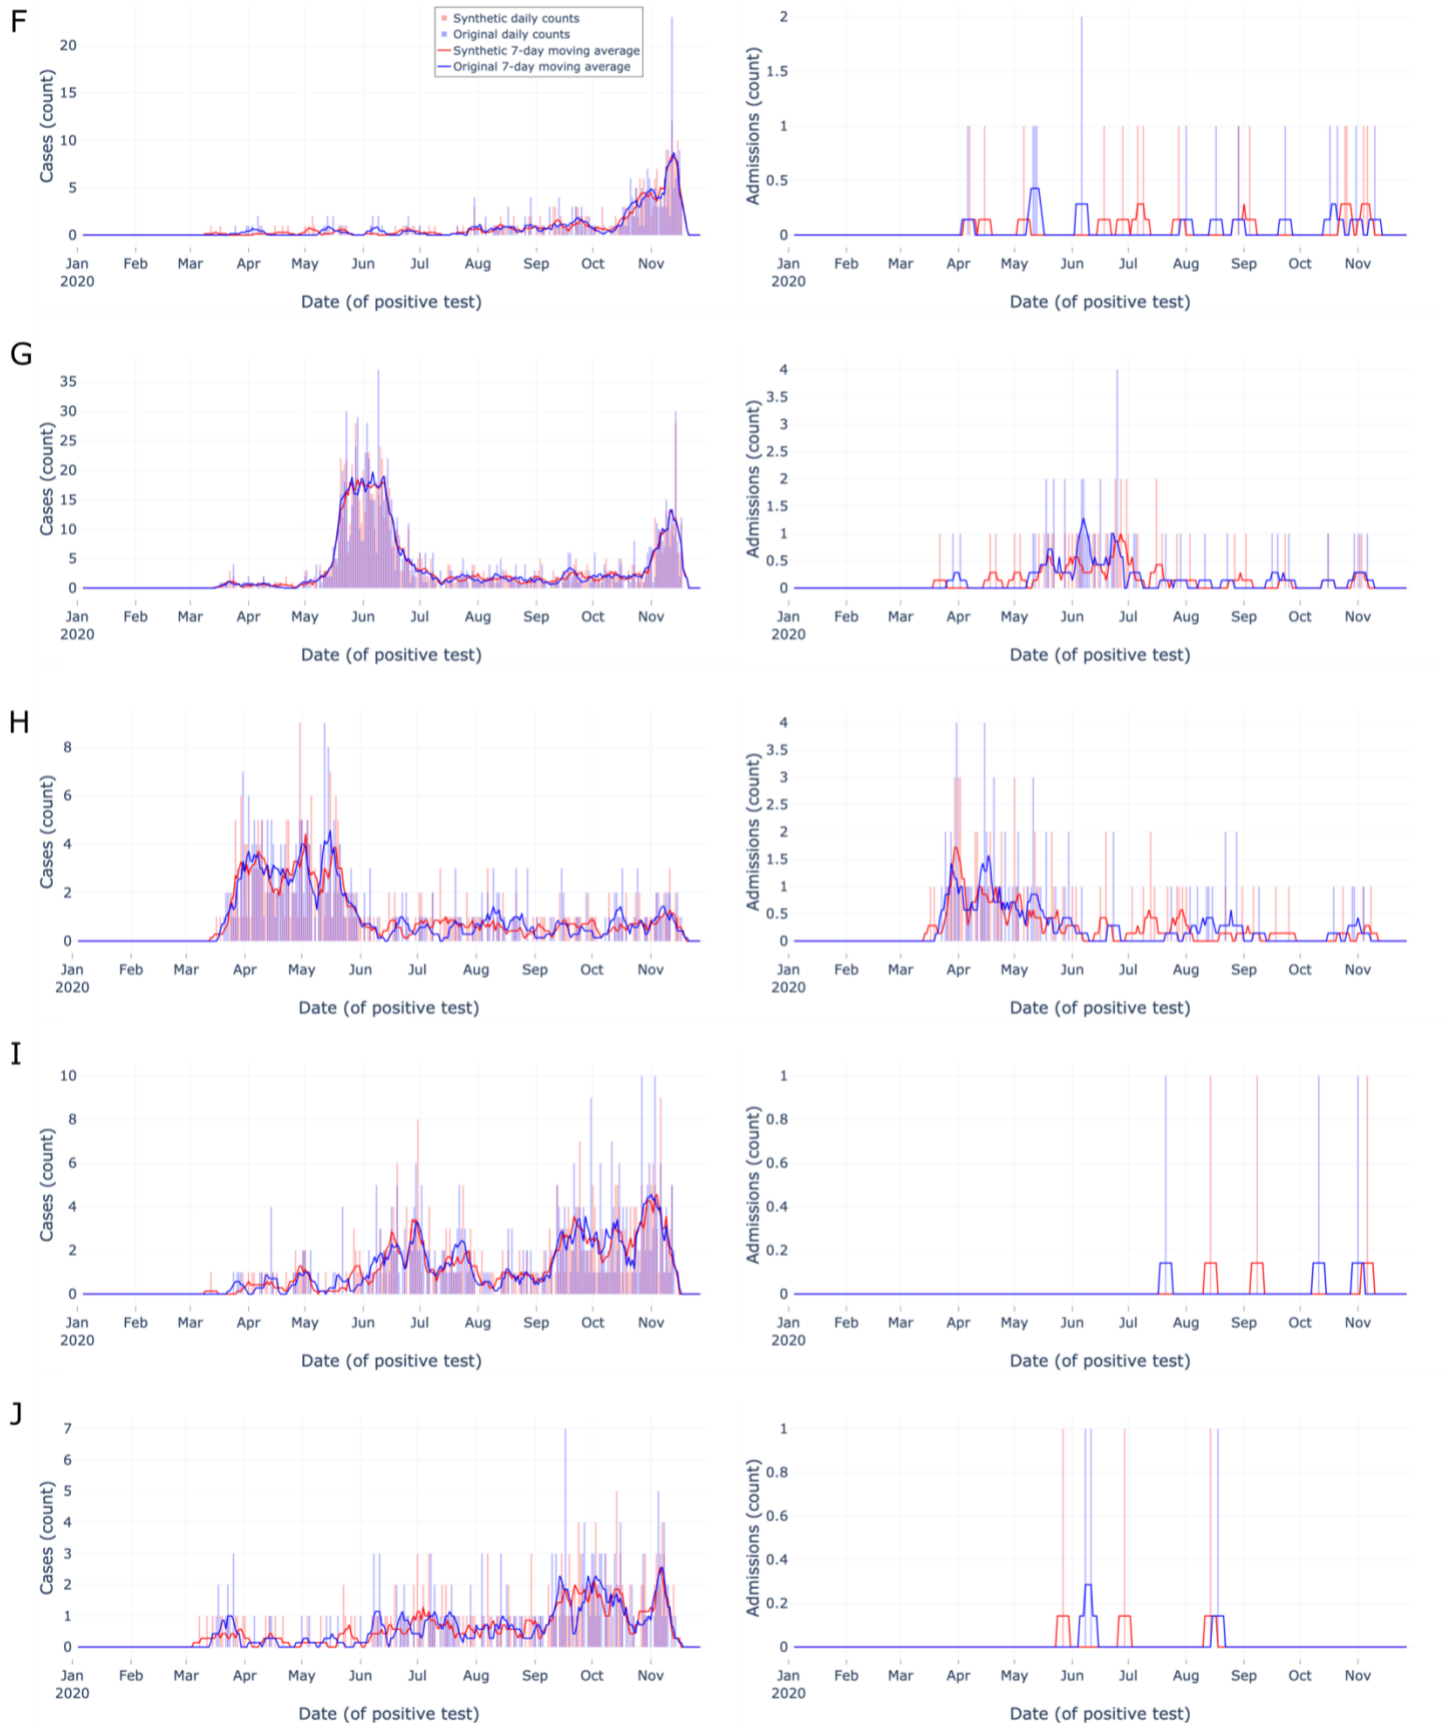 F
Synthetic daily counts
Original daily counts
Synthetic 7-day moving average
Original 7-day moving average
Cases (count)
20
15
10
5
0
Jan Feb Mar Apr May Jun Jul Aug Sep Oct Nov
2020
Date (of positive test)
Admissions (count)
2
1.5
1
0.5
0
Jan Feb Mar Apr May Jun Jul Aug Sep Oct Nov
2020
Date (of positive test)
G
Cases (count)
35
30
25
20
15
10
5
0
Jan Feb Mar Apr May Jun Jul Aug Sep Oct Nov
2020
Date (of positive test)
Admissions (count)
4
3.5
3
2.5
2
1.5
1
0.5
0
Jan Feb Mar Apr May Jun Jul Aug Sep Oct Nov
2020
Date (of positive test)
H
Cases (count)
8
6
4
2
0
Jan Feb Mar Apr May Jun Jul Aug Sep Oct Nov
2020
Date (of positive test)
Admissions (count)
4
3.5
3
2.5
2
1.5
1
0.5
0
Jan Feb Mar Apr May Jun Jul Aug Sep Oct Nov
2020
Date (of positive test)
I
Cases (count)
10
8
6
4
2
0
Jan Feb Mar Apr May Jun Jul Aug Sep Oct Nov
2020
Date (of positive test)
Admissions (count)
1
0.8
0.6
0.4
0.2
0
Jan Feb Mar Apr May Jun Jul Aug Sep Oct Nov
2020
Date (of positive test)
J
Cases (count)
7
6
5
4
3
2
1
0
Jan Feb Mar Apr May Jun Jul Aug Sep Oct Nov
2020
Date (of positive test)
Admissions (count)
1
0.8
0.6
0.4
0.2
0
Jan Feb Mar Apr May Jun Jul Aug Sep Oct Nov
2020
Date (of positive test)